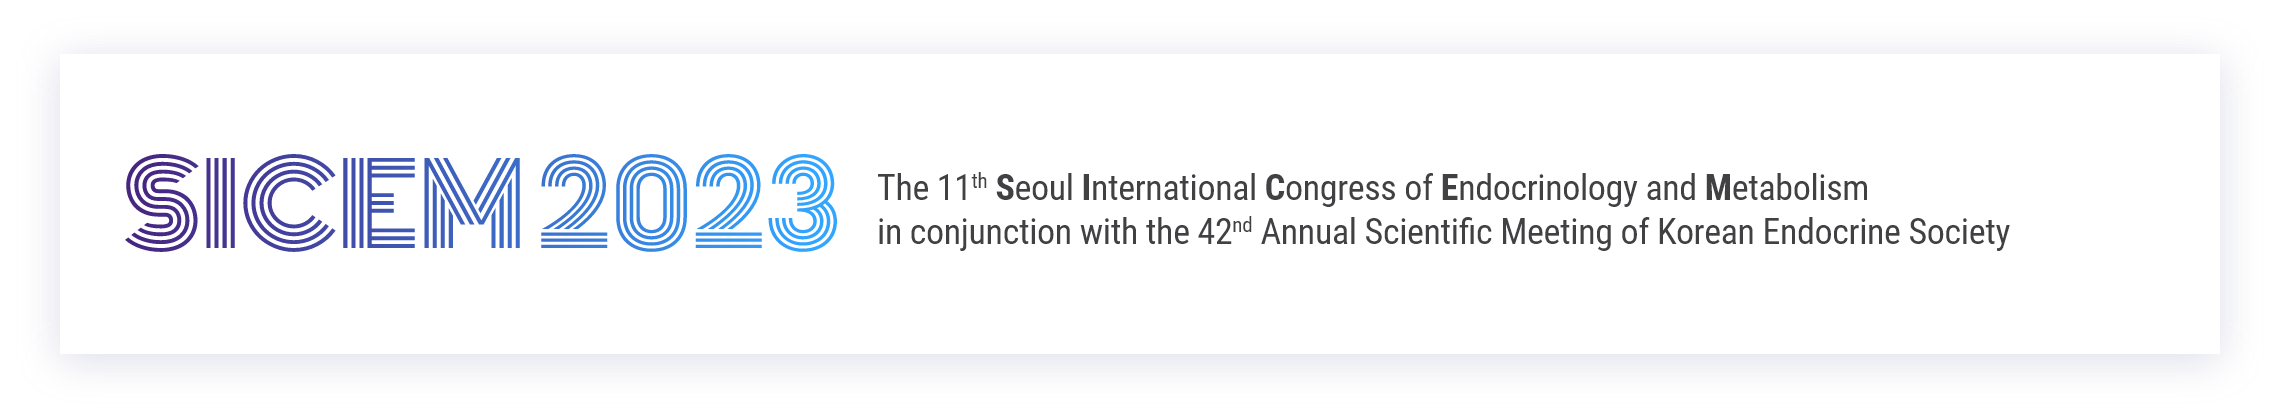 SICEM 2023
The 11th Seoul International Congress of Endocrinology and Metabolism
in conjunction with the 42nd Annual Scientific Meeting of Korean Endocrine Society